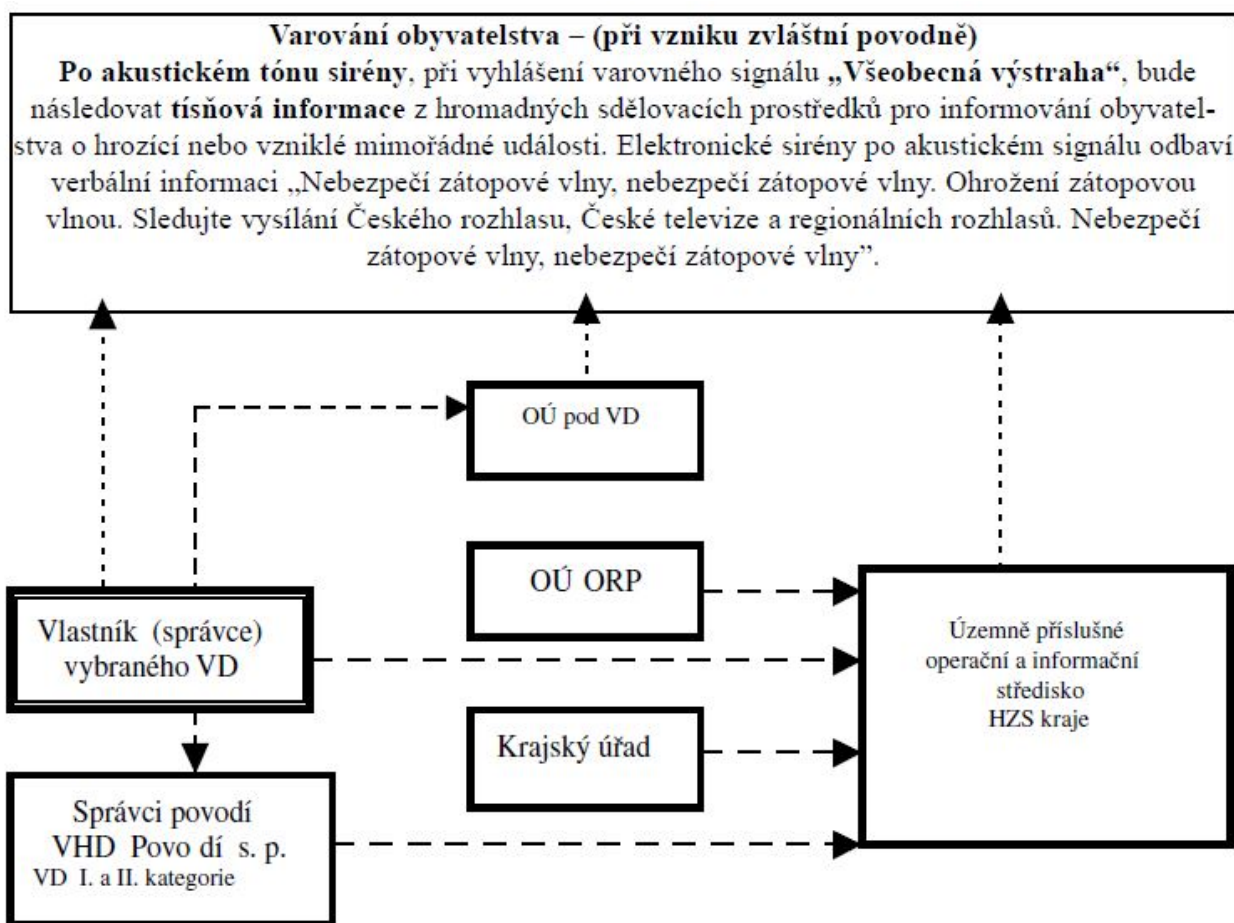 Varování obyvatelstva – (při vzniku zvláštní povodně)
Po akustickém tónu sirény, při vyhlášení varovného signálu „Všeobecná výstraha“, bude
následovat tísňová informace z hromadných sdělovacích prostředků pro informování obyvatel-
stva o hrozící nebo vzniklé mimořádné události. Elektronické sirény po akustickém signálu odbaví
verbální informaci „Nebezpečí zátopové vlny, nebezpečí zátopové vlny. Ohrožení zátopovou
vlnou. Sledujte vysílání Českého rozhlasu, České televize a regionálních rozhlasů. Nebezpečí
zátopové vlny, nebezpečí zátopové vlny”.
OÚ pod VD
OÚ ORP
Vlastník (správce)
vybraného VD
Územně příslušné
operační a informační
středisko
HZS kraje
Krajský úřad
Správci povodí
VHD Povo dí s. p.
VD I. a II. kategorie